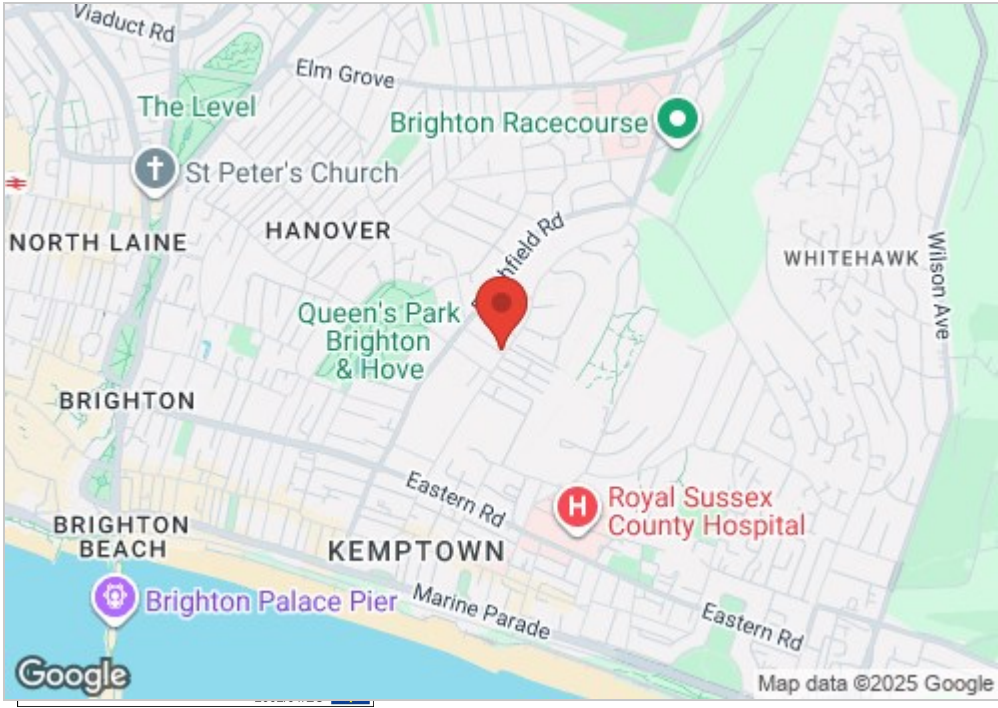 Viaduct Rd
Elm Grove
The Level
Brighton Racecourse
St Peter's Church
HANOVER
NORTH LAINE
WHITEHAWK
Wilson Ave
Queen's Park
Brighton
& Hove
BRIGHTON
Eastern Rd
Royal Sussex
County Hospital
BRIGHTON
BEACH
KEMPTOWN
Brighton Palace Pier
Marine Parade
Eastern Rd
Google
Map data ©2025 Google
H